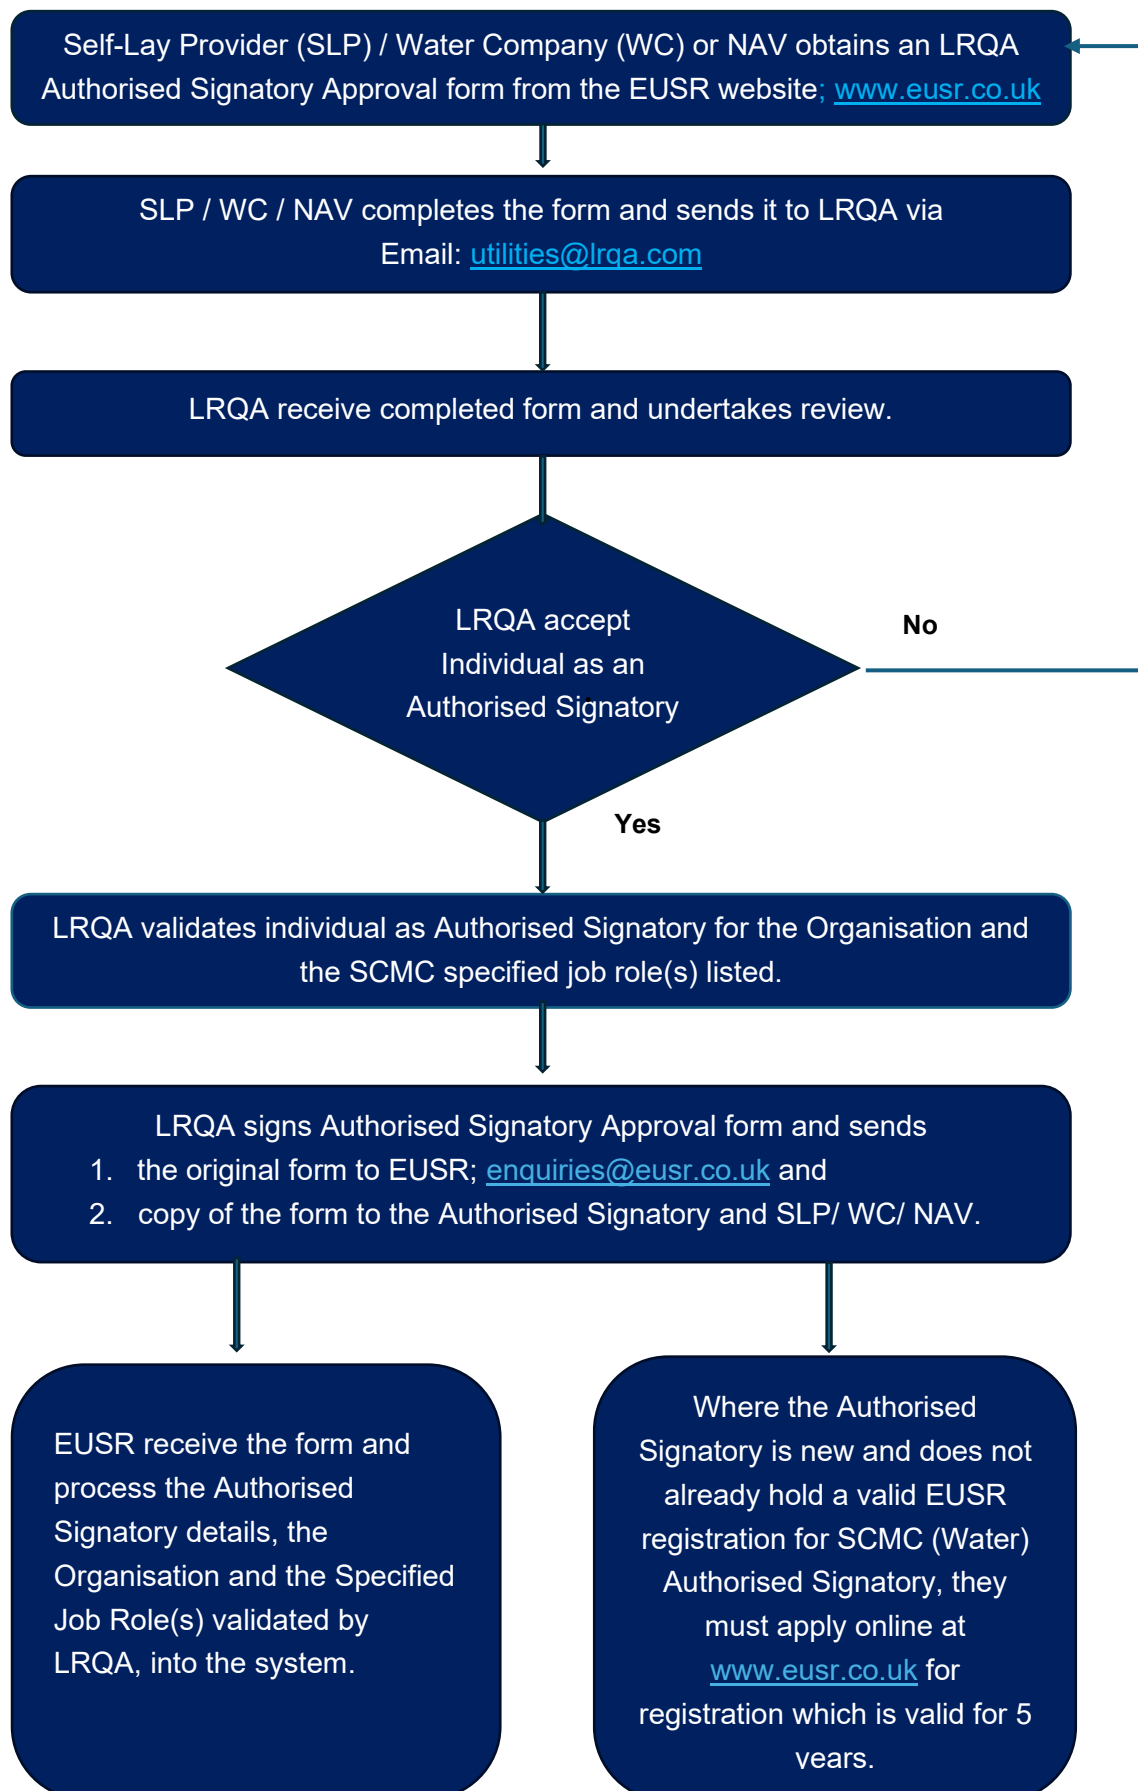 Self-Lay Provider (SLP) / Water Company (WC) or NAV obtains an LRQA
Authorised Signatory Approval form from the EUSR website; www.eusr.co.uk
SLP / WC / NAV completes the form and sends it to LRQA via
Email: utilities@lrqa.com
LRQA receive completed form and undertakes review.
LRQA accept
Individual as an
Authorised Signatory
No
Yes
LRQA validates individual as Authorised Signatory for the Organisation and
the SCMC specified job role(s) listed.
LRQA signs Authorised Signatory Approval form and sends
1. the original form to EUSR; enquiries@eusr.co.uk and
2. copy of the form to the Authorised Signatory and SLP/ WC/ NAV.
EUSR receive the form and
process the Authorised
Signatory details, the
Organisation and the Specified
Job Role(s) validated by
LRQA, into the system.
Where the Authorised
Signatory is new and does not
already hold a valid EUSR
registration for SCMC (Water)
Authorised Signatory, they
must apply online at
www.eusr.co.uk for
registration which is valid for 5
years.